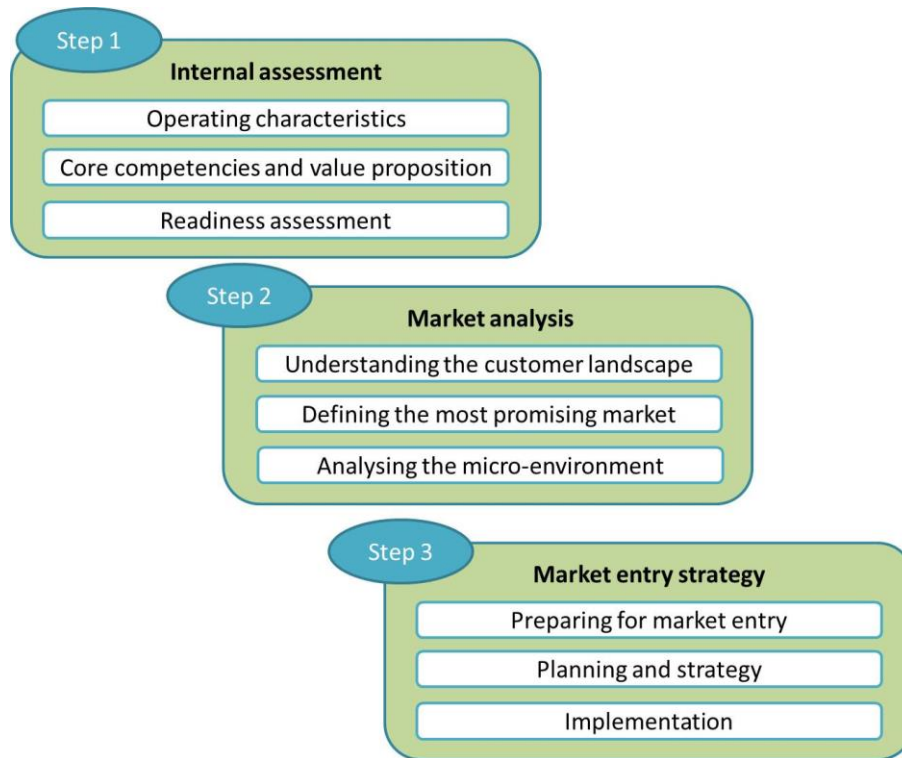 Step 1
Internal assessment
Operating characteristics
Core competencies and value proposition
Readiness assessment
Step 2
Market analysis
Understanding the customer landscape
Defining the most promising market
Analysing the micro-environment
Step 3
Market entry strategy
Preparing for market entry
Planning and strategy
Implementation